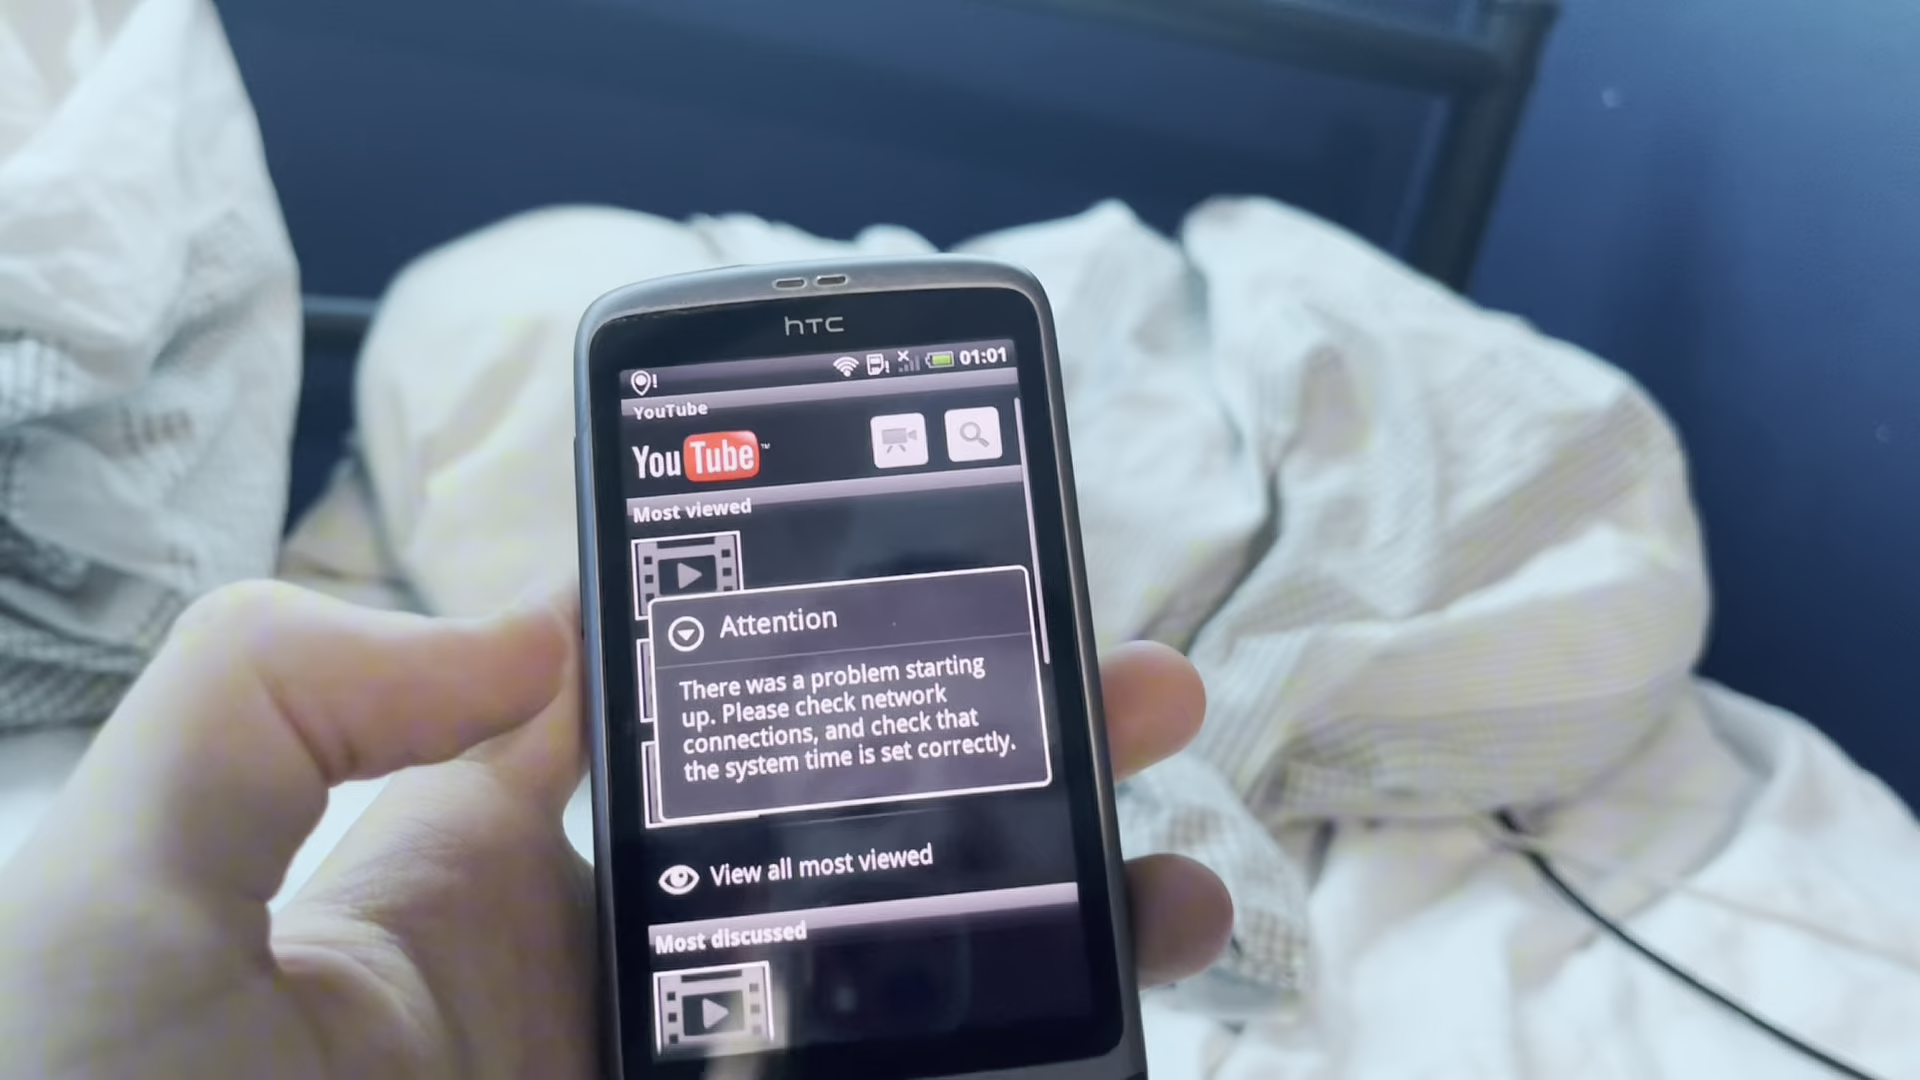 hTC
01:01
YouTube
YouTube™
Most viewed
Attention
There was a problem starting
up. Please check network
connections, and check that
the system time is set correctly.
View all most viewed
Most discussed